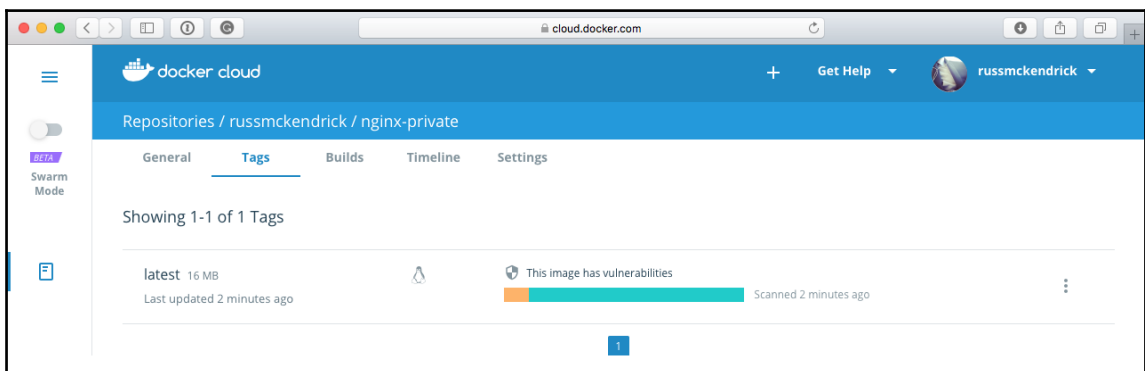 cloud.docker.com
docker cloud
+ Get Help russmckendrick
Repositories / russmckendrick / nginx-private
BETA
Swarm
Mode
General Tags Builds Timeline Settings
Showing 1-1 of 1 Tags
latest 16 MB
Last updated 2 minutes ago
This image has vulnerabilities
Scanned 2 minutes ago
1